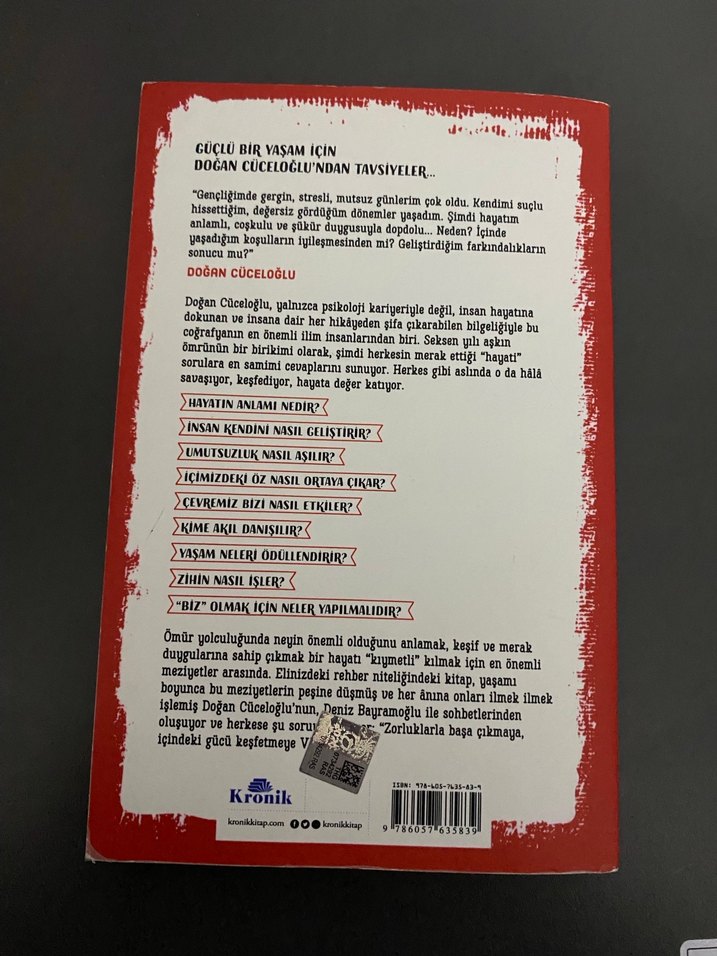 GÜÇLÜ BİR YAŞAM İÇİN
DOĞAN CÜCELOĞLU'NDAN TAVSİYELER...
“Gençliğimde gergin, stresli, mutsuz günlerim çok oldu. Kendimi suçlu
hissettiğim, değersiz gördüğüm dönemler yaşadım. Şimdi hayatım
anlamlı, coşkulu ve şükür duygusuyla dopdolu... Neden? İçinde
yaşadığım koşulların iyileşmesinden mi? Geliştirdiğim farkındalıkların
sonucu mu?”
DOĞAN CÜCELOĞLU
Doğan Cüceloğlu, yalnızca psikoloji kariyeriyle değil, insan hayatına
dokunan ve insana dair her hikâyeden şifa çıkarabilen bilgeliğiyle bu
coğrafyanın en önemli ilim insanlarından biri. Seksen yılı aşkın
ömrünün bir birikimi olarak, şimdi herkesin merak ettiği “hayati”
sorulara en samimi cevaplarını sunuyor. Herkes gibi aslında o da hâlâ
savaşıyor, keşfediyor, hayata değer katıyor.
HAYATIN ANLAMI NEDİR?
İNSAN KENDİNİ NASIL GELİŞTİRİR?
UMUTSUZLUK NASIL AŞILIR?
İÇİMİZDEKİ ÖZ NASIL ORTAYA ÇIKAR?
ÇEVREMİZ BİZİ NASIL ETKİLER?
KİME AKIL DANIŞILIR?
YAŞAM NELERİ ÖDÜLLENDİRİR?
ZİHİN NASIL İŞLER?
“BİZ” OLMAK İÇİN NELER YAPILMALIDIR?
Ömür yolculuğunda neyin önemli olduğunu anlamak, keşif ve merak
duygularına sahip çıkmak bir hayatı “kıymetli” kılmak için en önemli
meziyetler arasında. Elinizdeki rehber niteliğindeki kitap, yaşamı
boyunca bu meziyetlerin peşine düşmüş ve her ânına onları ilmek ilmek
işlemiş Doğan Cüceloğlu'nun, Deniz Bayramoğlu ile sohbetlerinden
oluşuyor ve herkese şu “Zorluklarla başa çıkmaya,
içindeki gücü keşfetmeye
Kronik
kronikkitap.com kronikkitap
ISBN: 978-605-7635-83-9
9 786057 635839